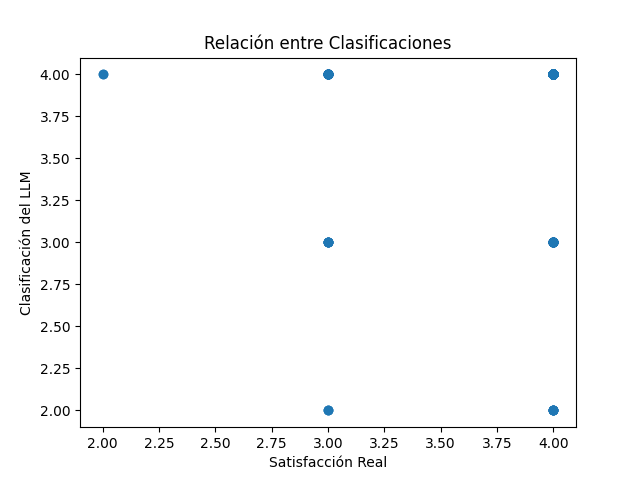 Relación entre Clasificaciones
4.00
3.75
3.50
3.25
3.00
2.75
2.50
2.25
2.00
Clasificación del LLM
2.00 2.25 2.50 2.75 3.00 3.25 3.50 3.75 4.00
Satisfacción Real